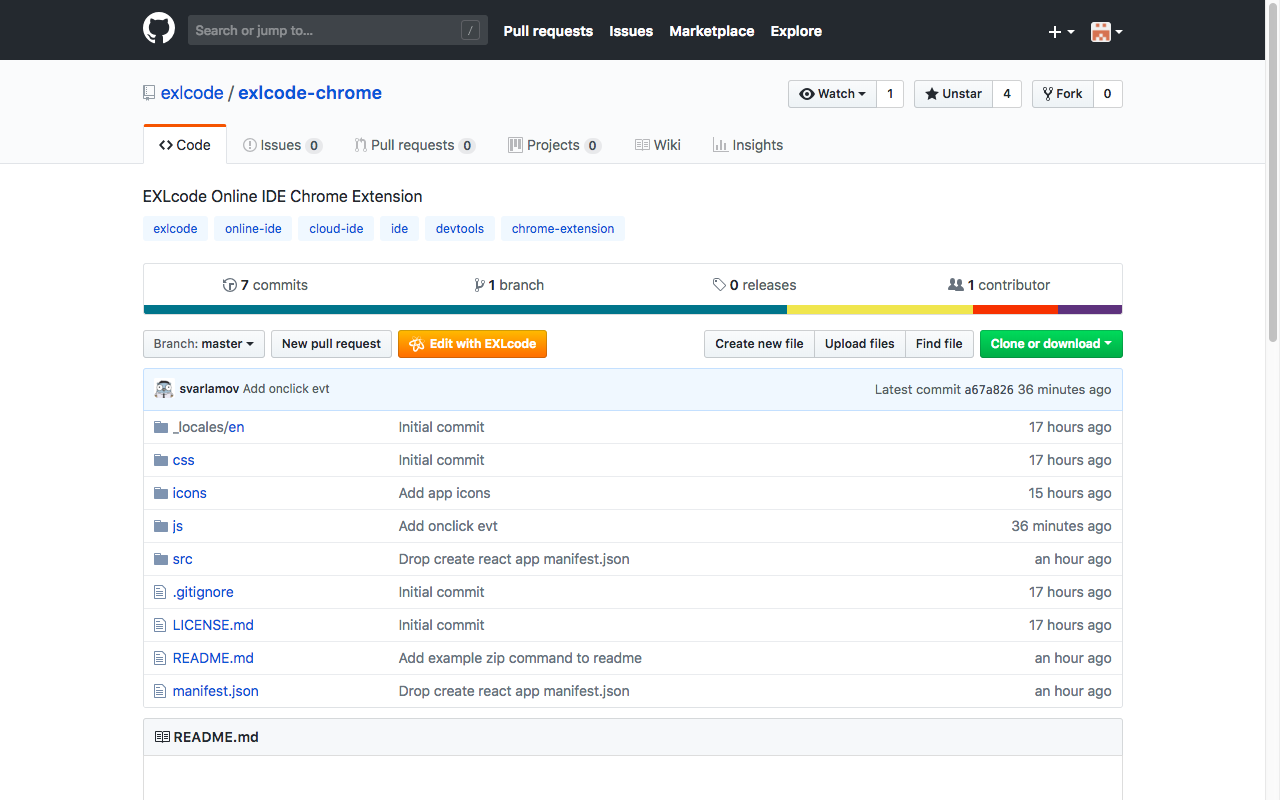 Search or jump to... / Pull requests Issues Marketplace Explore
exlcode / exlcode-chrome Watch 1 Unstar 4 Fork 0
Code Issues 0 Pull requests 0 Projects 0 Wiki Insights
EXLcode Online IDE Chrome Extension
exlcode online-ide cloud-ide ide devtools chrome-extension
7 commits 1 branch 0 releases 1 contributor
Branch: master New pull request Edit with EXLcode Create new file Upload files Find file Clone or download
svarlamov Add onclick evt Latest commit a67a826 36 minutes ago
_locales/en Initial commit 17 hours ago
css Initial commit 17 hours ago
icons Add app icons 15 hours ago
js Add onclick evt 36 minutes ago
src Drop create react app manifest.json an hour ago
.gitignore Initial commit 17 hours ago
LICENSE.md Initial commit 17 hours ago
README.md Add example zip command to readme an hour ago
manifest.json Drop create react app manifest.json an hour ago
README.md